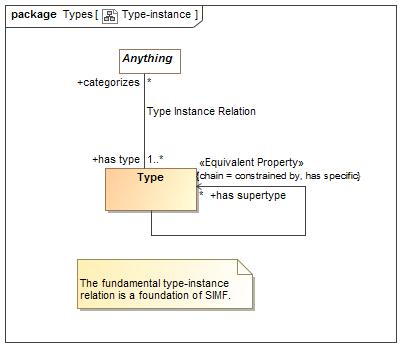 package Types [ Type-instance ]
Anything
+categorizes *
Type Instance Relation
+has type 1..*
«Equivalent Property»
{chain = constrained by, has specific}
Type
* +has supertype
The fundamental type-instance
relation is a foundation of SIMF.